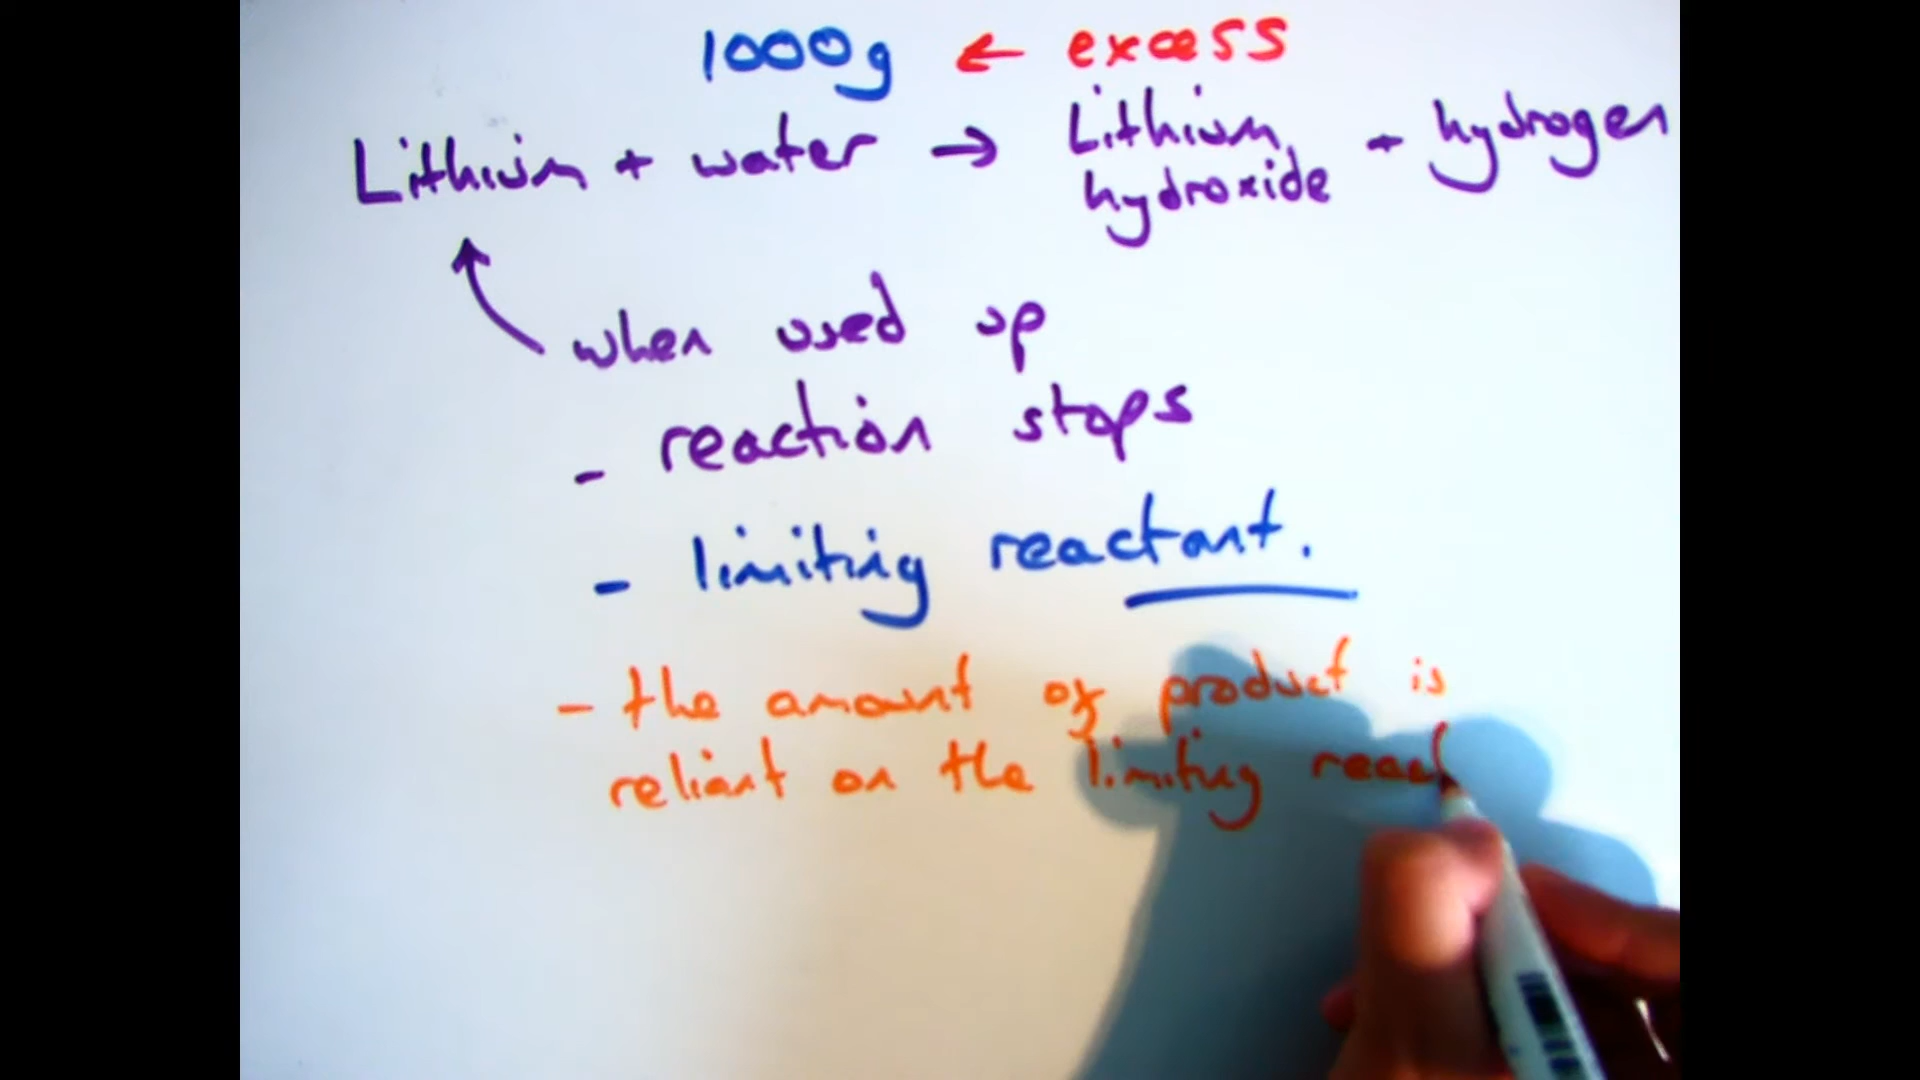 1000g ← excess
Lithium + water → Lithium hydroxide + hydrogen
when used up
- reaction stops
- limiting reactant.
- the amount of product is
reliant on the limiting react